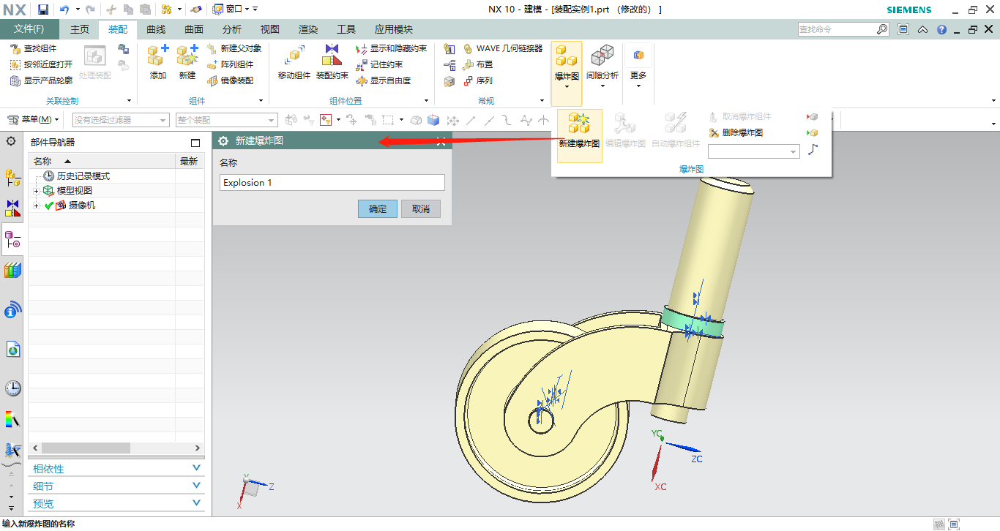 NX
窗口
NX 10 - 建模 - [装配实例1.prt （修改的） ]
SIEMENS
文件(F)
主页
装配
曲线
曲面
分析
视图
渲染
工具
应用模块
查找命令
查找组件
按邻近度打开
显示产品轮廓
处理装配
关联控制
添加
新建
新建父对象
阵列组件
镜像装配
组件
移动组件
装配约束
显示和隐藏约束
记住约束
显示自由度
组件位置
WAVE 几何链接器
布置
序列
常规
爆炸图
间隙分析
更多
菜单(M)
没有选择过滤器
整个装配
新建爆炸图
编辑爆炸图
自动爆炸组件
取消爆炸组件
删除爆炸图
爆炸图
部件导航器
名称
最新
历史记录模式
模型视图
摄像机
相依性
细节
预览
新建爆炸图
名称
Explosion 1
确定
取消
YC
ZC
XC
Y
Z
X
输入新爆炸图的名称